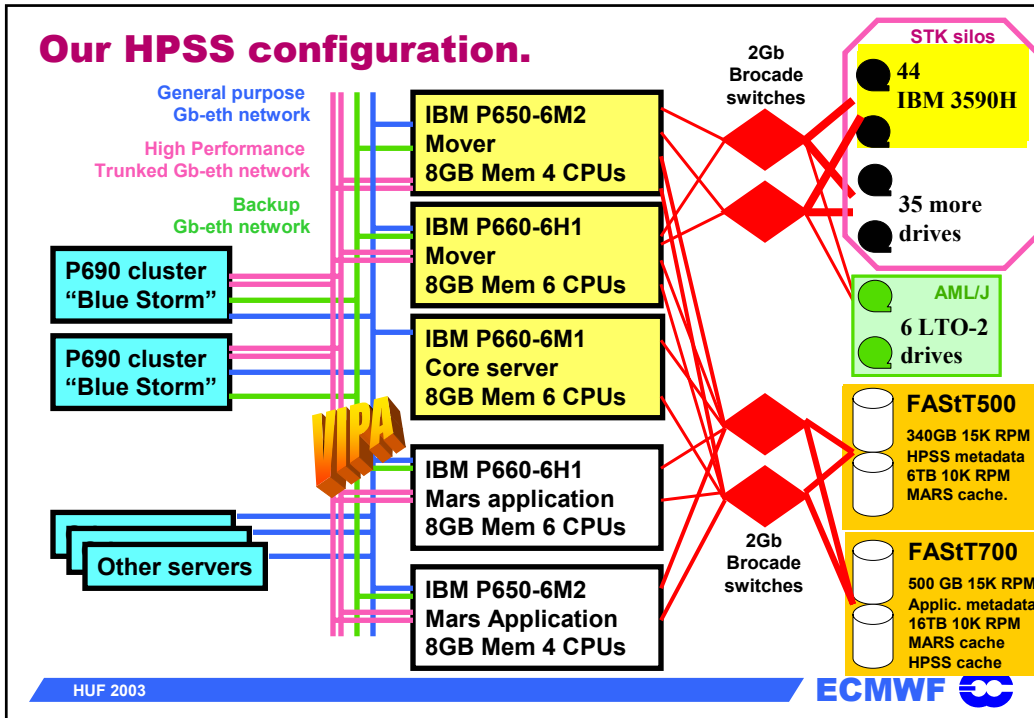 Our HPSS configuration.
General purpose
Gb-eth network
High Performance
Trunked Gb-eth network
Backup
Gb-eth network
P690 cluster
“Blue Storm”
P690 cluster
“Blue Storm”
Other servers
VIPA
IBM P650-6M2
Mover
8GB Mem 4 CPUs
IBM P660-6H1
Mover
8GB Mem 6 CPUs
IBM P660-6M1
Core server
8GB Mem 6 CPUs
IBM P660-6H1
Mars application
8GB Mem 6 CPUs
IBM P650-6M2
Mars Application
8GB Mem 4 CPUs
2Gb
Brocade
switches
2Gb
Brocade
switches
STK silos
44
IBM 3590H
35 more
drives
AML/J
6 LTO-2
drives
FAStT500
340GB 15K RPM
HPSS metadata
6TB 10K RPM
MARS cache.
FAStT700
500 GB 15K RPM
Applic. metadata
16TB 10K RPM
MARS cache
HPSS cache
HUF 2003
ECMWF